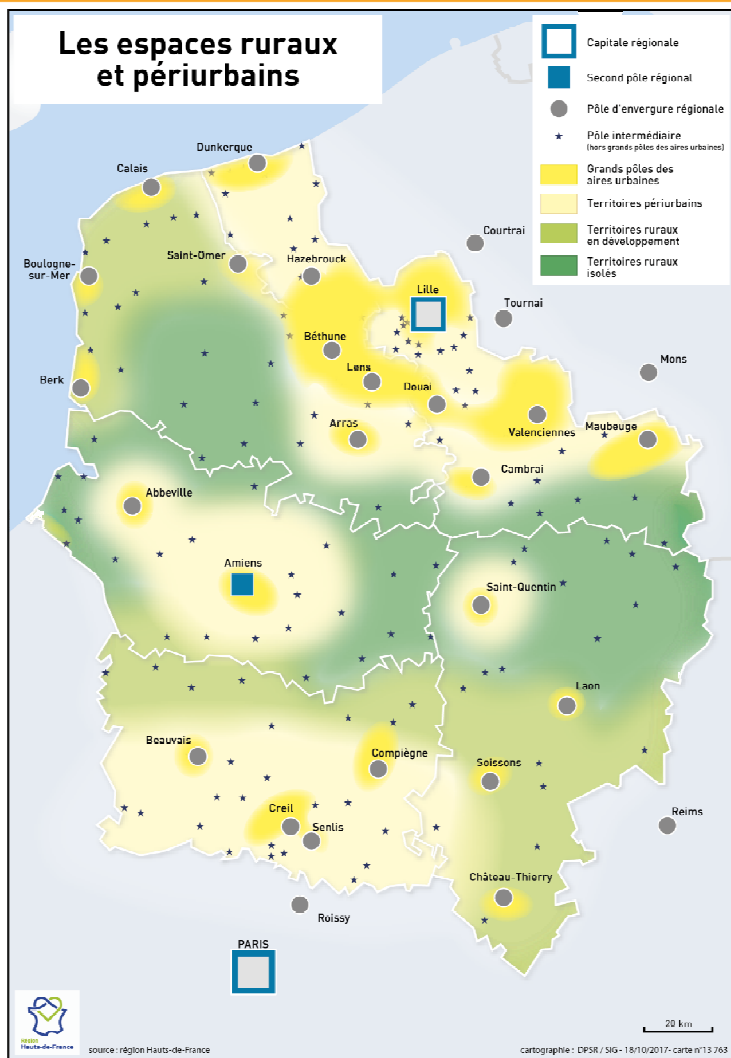 Les espaces ruraux
et périurbains
Capitale régionale
Second pôle régional
Pôle d'envergure régionale
Pôle intermédiaire
(hors grands pôles des aires urbaines)
Grands pôles des
aires urbaines
Territoires périurbains
Territoires ruraux
en développement
Territoires ruraux
isolés
Dunkerque
Calais
Courtrai
Saint-Omer
Hazebrouck
Boulogne-
sur-Mer
Lille
Tournai
Béthune
Mons
Lens
Berk
Douai
Arras
Valenciennes
Maubeuge
Cambrai
Abbeville
Amiens
Saint-Quentin
Laon
Beauvais
Compiègne
Soissons
Creil
Senlis
Reims
Château-Thierry
Roissy
PARIS
20 km
RÉGION
Hauts-de-France
source : région Hauts-de-France
cartographie : DPSR / SIG - 18/10/2017- carte n°13 763